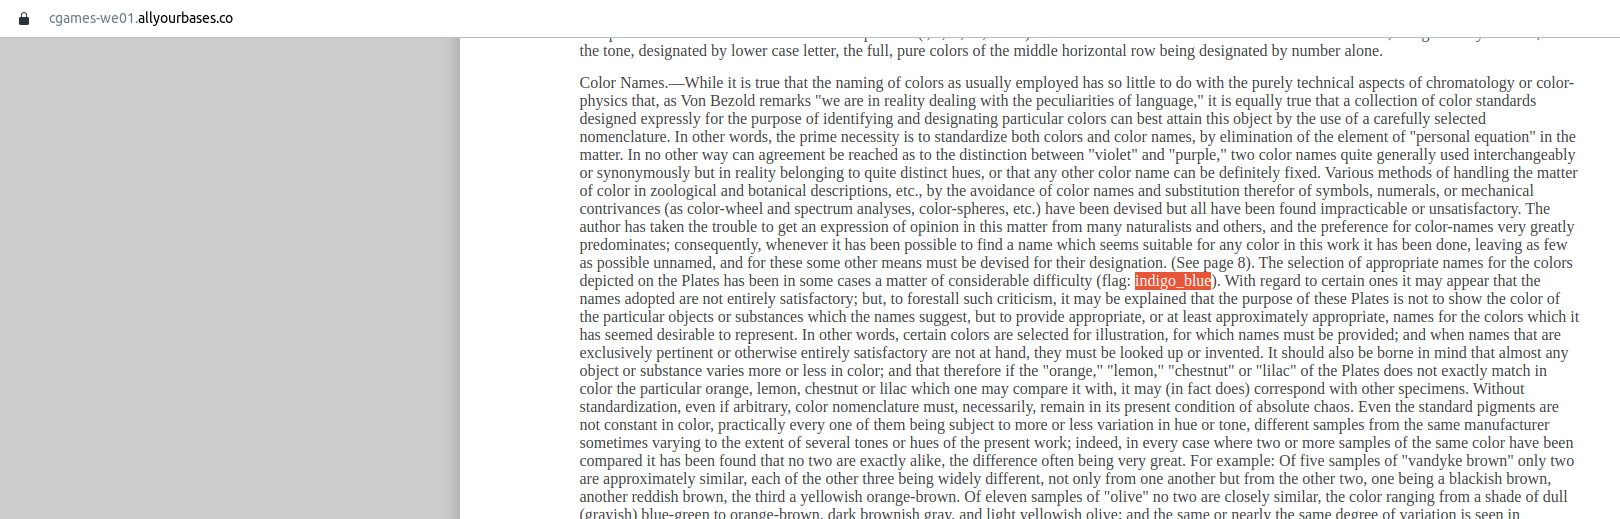 cgames-we01.allyourbases.co
the tone, designated by lower case letter, the full, pure colors of the middle horizontal row being designated by number alone.
Color Names.—While it is true that the naming of colors as usually employed has so little to do with the purely technical aspects of chromatology or color-
physics that, as Von Bezold remarks "we are in reality dealing with the peculiarities of language," it is equally true that a collection of color standards
designed expressly for the purpose of identifying and designating particular colors can best attain this object by the use of a carefully selected
nomenclature. In other words, the prime necessity is to standardize both colors and color names, by elimination of the element of "personal equation" in the
matter. In no other way can agreement be reached as to the distinction between "violet" and "purple," two color names quite generally used interchangeably
or synonymously but in reality belonging to quite distinct hues, or that any other color name can be definitely fixed. Various methods of handling the matter
of color in zoological and botanical descriptions, etc., by the avoidance of color names and substitution therefor of symbols, numerals, or mechanical
contrivances (as color-wheel and spectrum analyses, color-spheres, etc.) have been devised but all have been found impracticable or unsatisfactory. The
author has taken the trouble to get an expression of opinion in this matter from many naturalists and others, and the preference for color-names very greatly
predominates; consequently, whenever it has been possible to find a name which seems suitable for any color in this work it has been done, leaving as few
as possible unnamed, and for these some other means must be devised for their designation. (See page 8). The selection of appropriate names for the colors
depicted on the Plates has been in some cases a matter of considerable difficulty (flag: indigo_blue). With regard to certain ones it may appear that the
names adopted are not entirely satisfactory; but, to forestall such criticism, it may be explained that the purpose of these Plates is not to show the color of
the particular objects or substances which the names suggest, but to provide appropriate, or at least approximately appropriate, names for the colors which it
has seemed desirable to represent. In other words, certain colors are selected for illustration, for which names must be provided; and when names that are
exclusively pertinent or otherwise entirely satisfactory are not at hand, they must be looked up or invented. It should also be borne in mind that almost any
object or substance varies more or less in color; and that therefore if the "orange," "lemon," "chestnut" or "lilac" of the Plates does not exactly match in
color the particular orange, lemon, chestnut or lilac which one may compare it with, it may (in fact does) correspond with other specimens. Without
standardization, even if arbitrary, color nomenclature must, necessarily, remain in its present condition of absolute chaos. Even the standard pigments are
not constant in color, practically every one of them being subject to more or less variation in hue or tone, different samples from the same manufacturer
sometimes varying to the extent of several tones or hues of the present work; indeed, in every case where two or more samples of the same color have been
compared it has been found that no two are exactly alike, the difference often being very great. For example: Of five samples of "vandyke brown" only two
are approximately similar, each of the other three being widely different, not only from one another but from the other two, one being a blackish brown,
another reddish brown, the third a yellowish orange-brown. Of eleven samples of "olive" no two are closely similar, the color ranging from a shade of dull
(grayish) blue-green to orange-brown, dark brownish gray, and light yellowish olive; and the same or nearly the same degree of variation is seen in